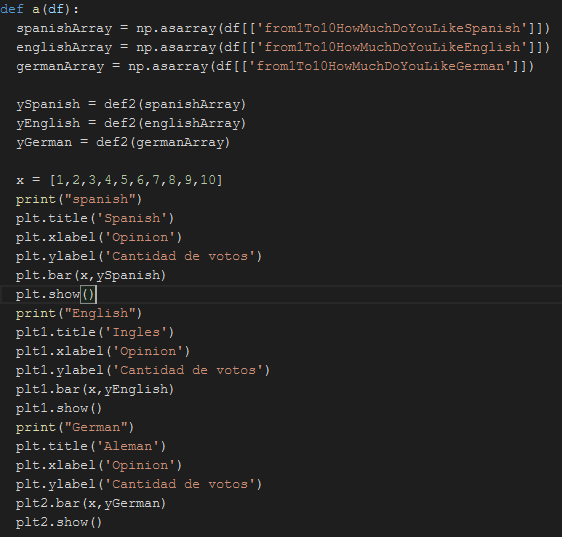 def a(df):
spanishArray = np.asarray(df[['from1To10HowMuchDoYouLikeSpanish']])
englishArray = np.asarray(df[['from1To10HowMuchDoYouLikeEnglish']])
germanArray = np.asarray(df[['from1To10HowMuchDoYouLikeGerman']])
ySpanish = def2(spanishArray)
yEnglish = def2(englishArray)
yGerman = def2(germanArray)
x = [1,2,3,4,5,6,7,8,9,10]
print("spanish")
plt.title('Spanish')
plt.xlabel('Opinion')
plt.ylabel('Cantidad de votos')
plt.bar(x,ySpanish)
plt.show()
print("English")
plt1.title('Ingles')
plt1.xlabel('Opinion')
plt1.ylabel('Cantidad de votos')
plt1.bar(x,yEnglish)
plt1.show()
print("German")
plt.title('Aleman')
plt.xlabel('Opinion')
plt.ylabel('Cantidad de votos')
plt2.bar(x,yGerman)
plt2.show()